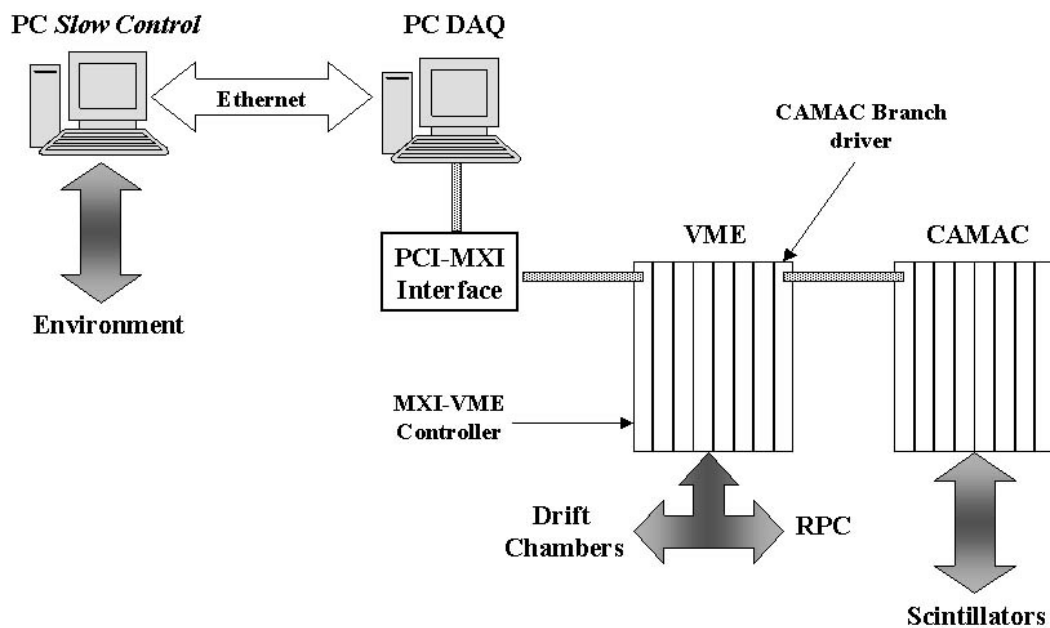 PC Slow Control
PC DAQ
Ethernet
CAMAC Branch
driver
VME
CAMAC
PCI-MXI
Interface
Environment
MXI-VME
Controller
Drift
Chambers
RPC
Scintillators